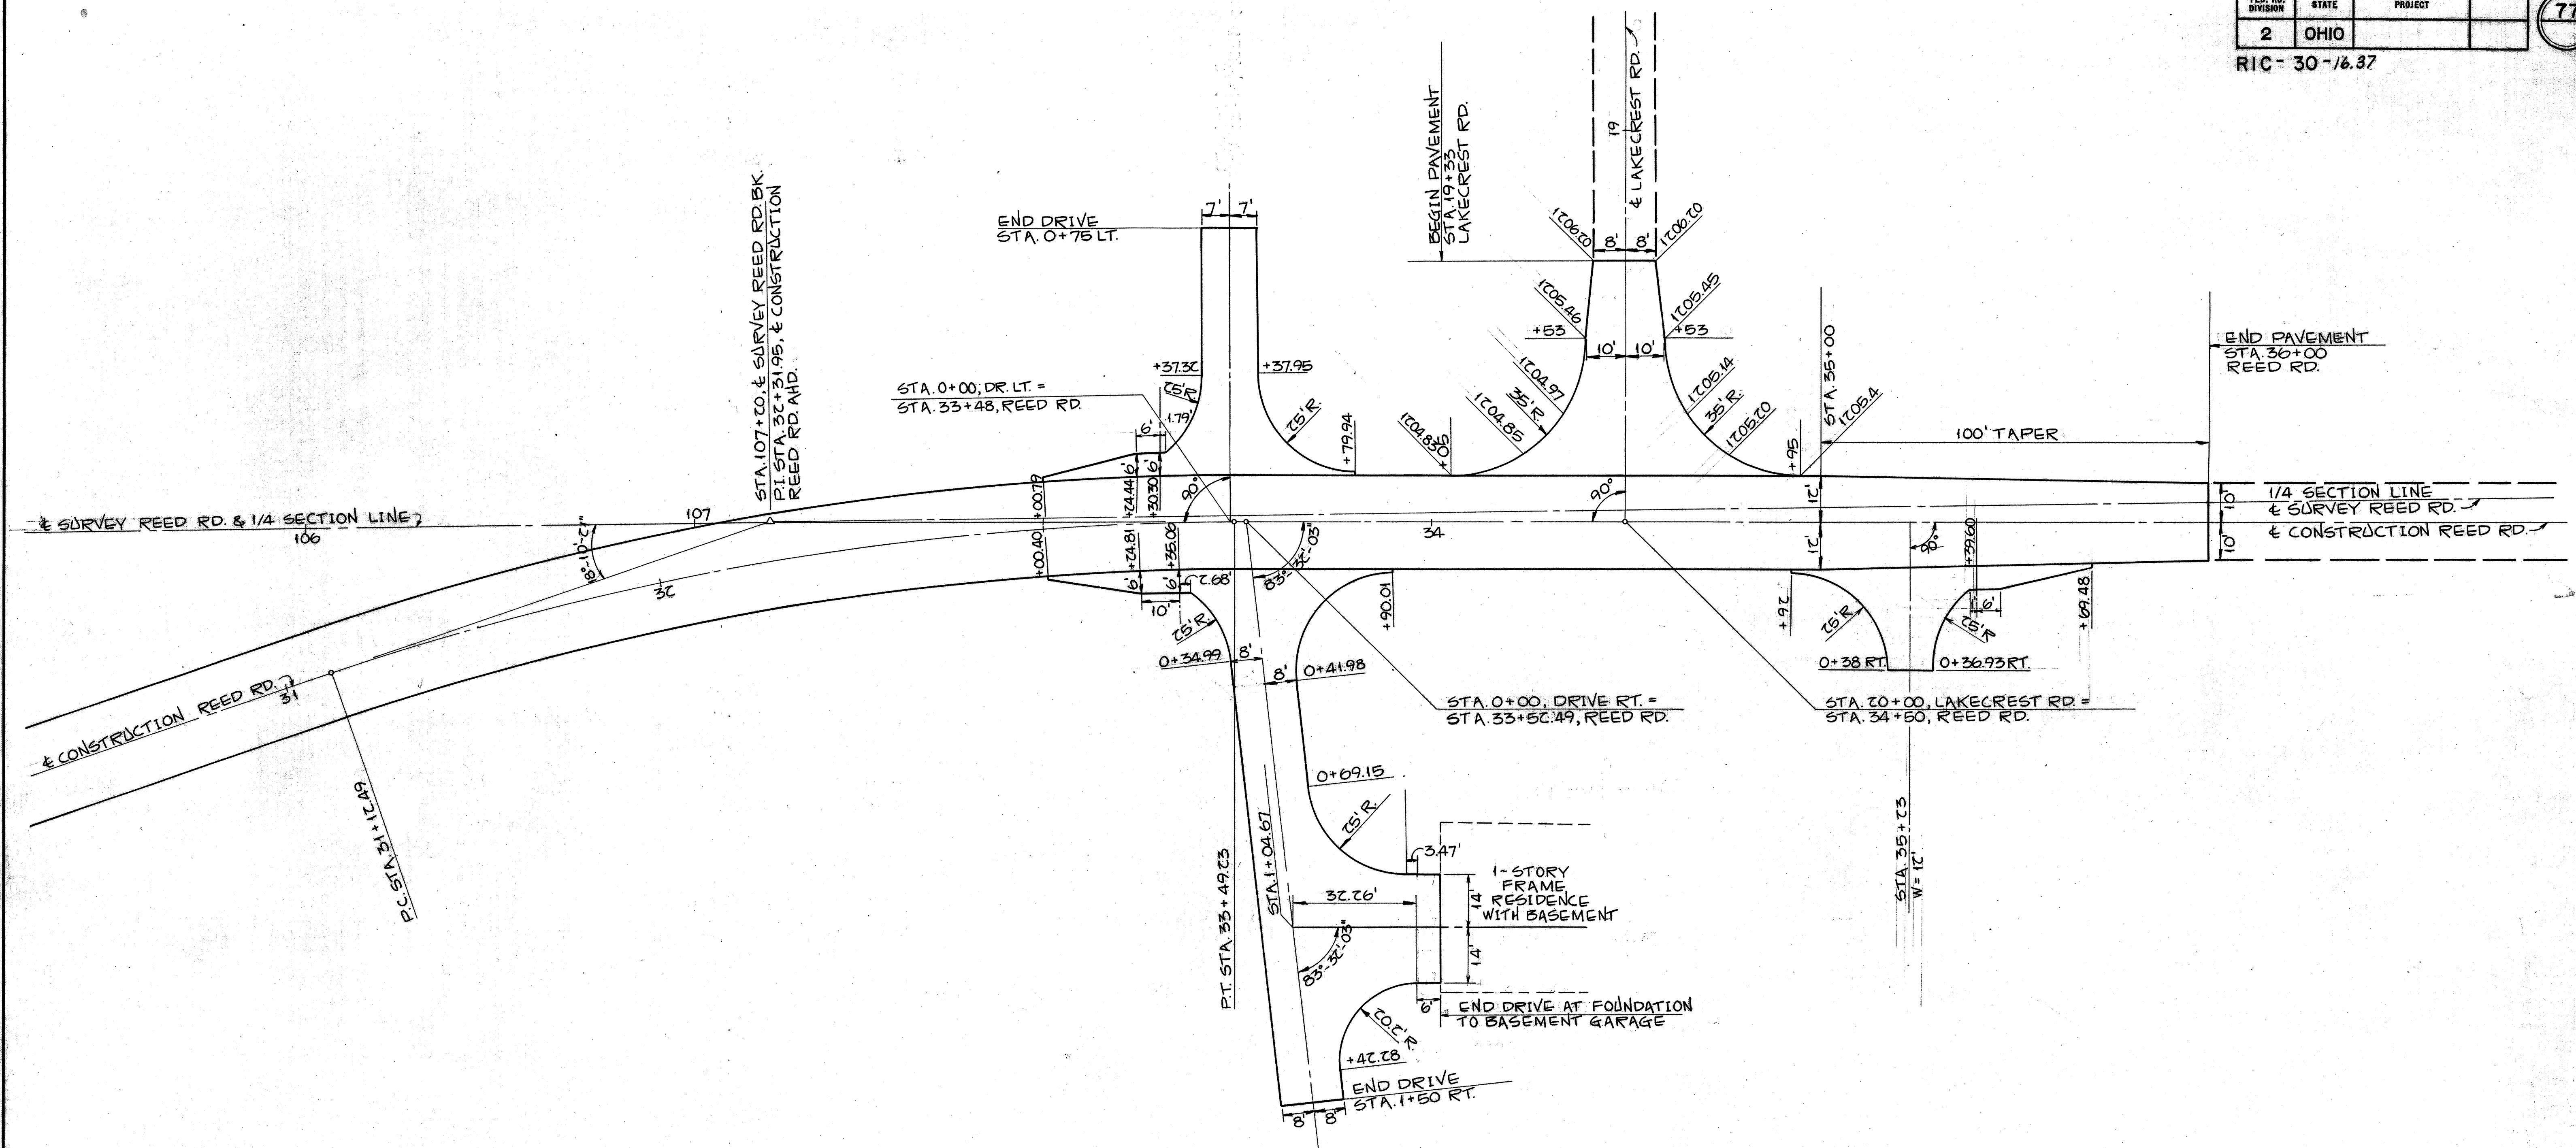 FED. RD.
DIVISION
STATE
PROJECT
77
2
OHIO
RIC - 30 - 16.37
BEGIN PAVEMENT
STA. 19+33
LAKECREST RD.
19
℄ LAKECREST RD.
END DRIVE
STA. 0+75 LT.
7' 7'
STA. 107+20, ℄ SURVEY REED RD. BK.
P.I. STA. 32+31.95, ℄ CONSTRUCTION
REED RD. AHD.
1206.20
8' 8'
1206.20
1205.46
+53
10' 10'
+53
1205.45
1204.97
35' R.
1204.85
1204.83
+05
1205.14
35' R.
1205.20
+95
1205.4
STA. 35+00
END PAVEMENT
STA. 36+00
REED RD.
100' TAPER
+37.32
+37.95
25' R.
1.79'
6'
25' R.
+79.94
STA. 0+00, DR. LT. =
STA. 33+48, REED RD.
+00.79
+24.44
6'
+30.30
6'
90°
90°
12'
12'
℄ SURVEY REED RD. & 1/4 SECTION LINE
106
107
18°-10'-21"
32
34
1/4 SECTION LINE
℄ SURVEY REED RD.
℄ CONSTRUCTION REED RD.
10'
10'
+00.40
+24.81
6'
+35.06
6'
2.68'
10'
25' R.
83°-32'-03"
+90.01
0+34.99
8'
8'
0+41.98
+92
25' R.
90°
+39.60
1'
6'
25' R
+69.48
0+38 RT.
0+36.93 RT.
℄ CONSTRUCTION REED RD.
31
P.C. STA. 31+12.49
STA. 0+00, DRIVE RT. =
STA. 33+52.49, REED RD.
STA. 20+00, LAKECREST RD. =
STA. 34+50, REED RD.
0+69.15
25' R.
3.47'
P.T. STA. 33+49.23
STA. 1+04.67
32.26'
83°-32'-03"
1~STORY
FRAME
RESIDENCE
WITH BASEMENT
14'
14'
STA. 35+23
W = 12'
6'
END DRIVE AT FOUNDATION
TO BASEMENT GARAGE
20.2' R.
+42.28
END DRIVE
STA. 1+50 RT.
8' 8'